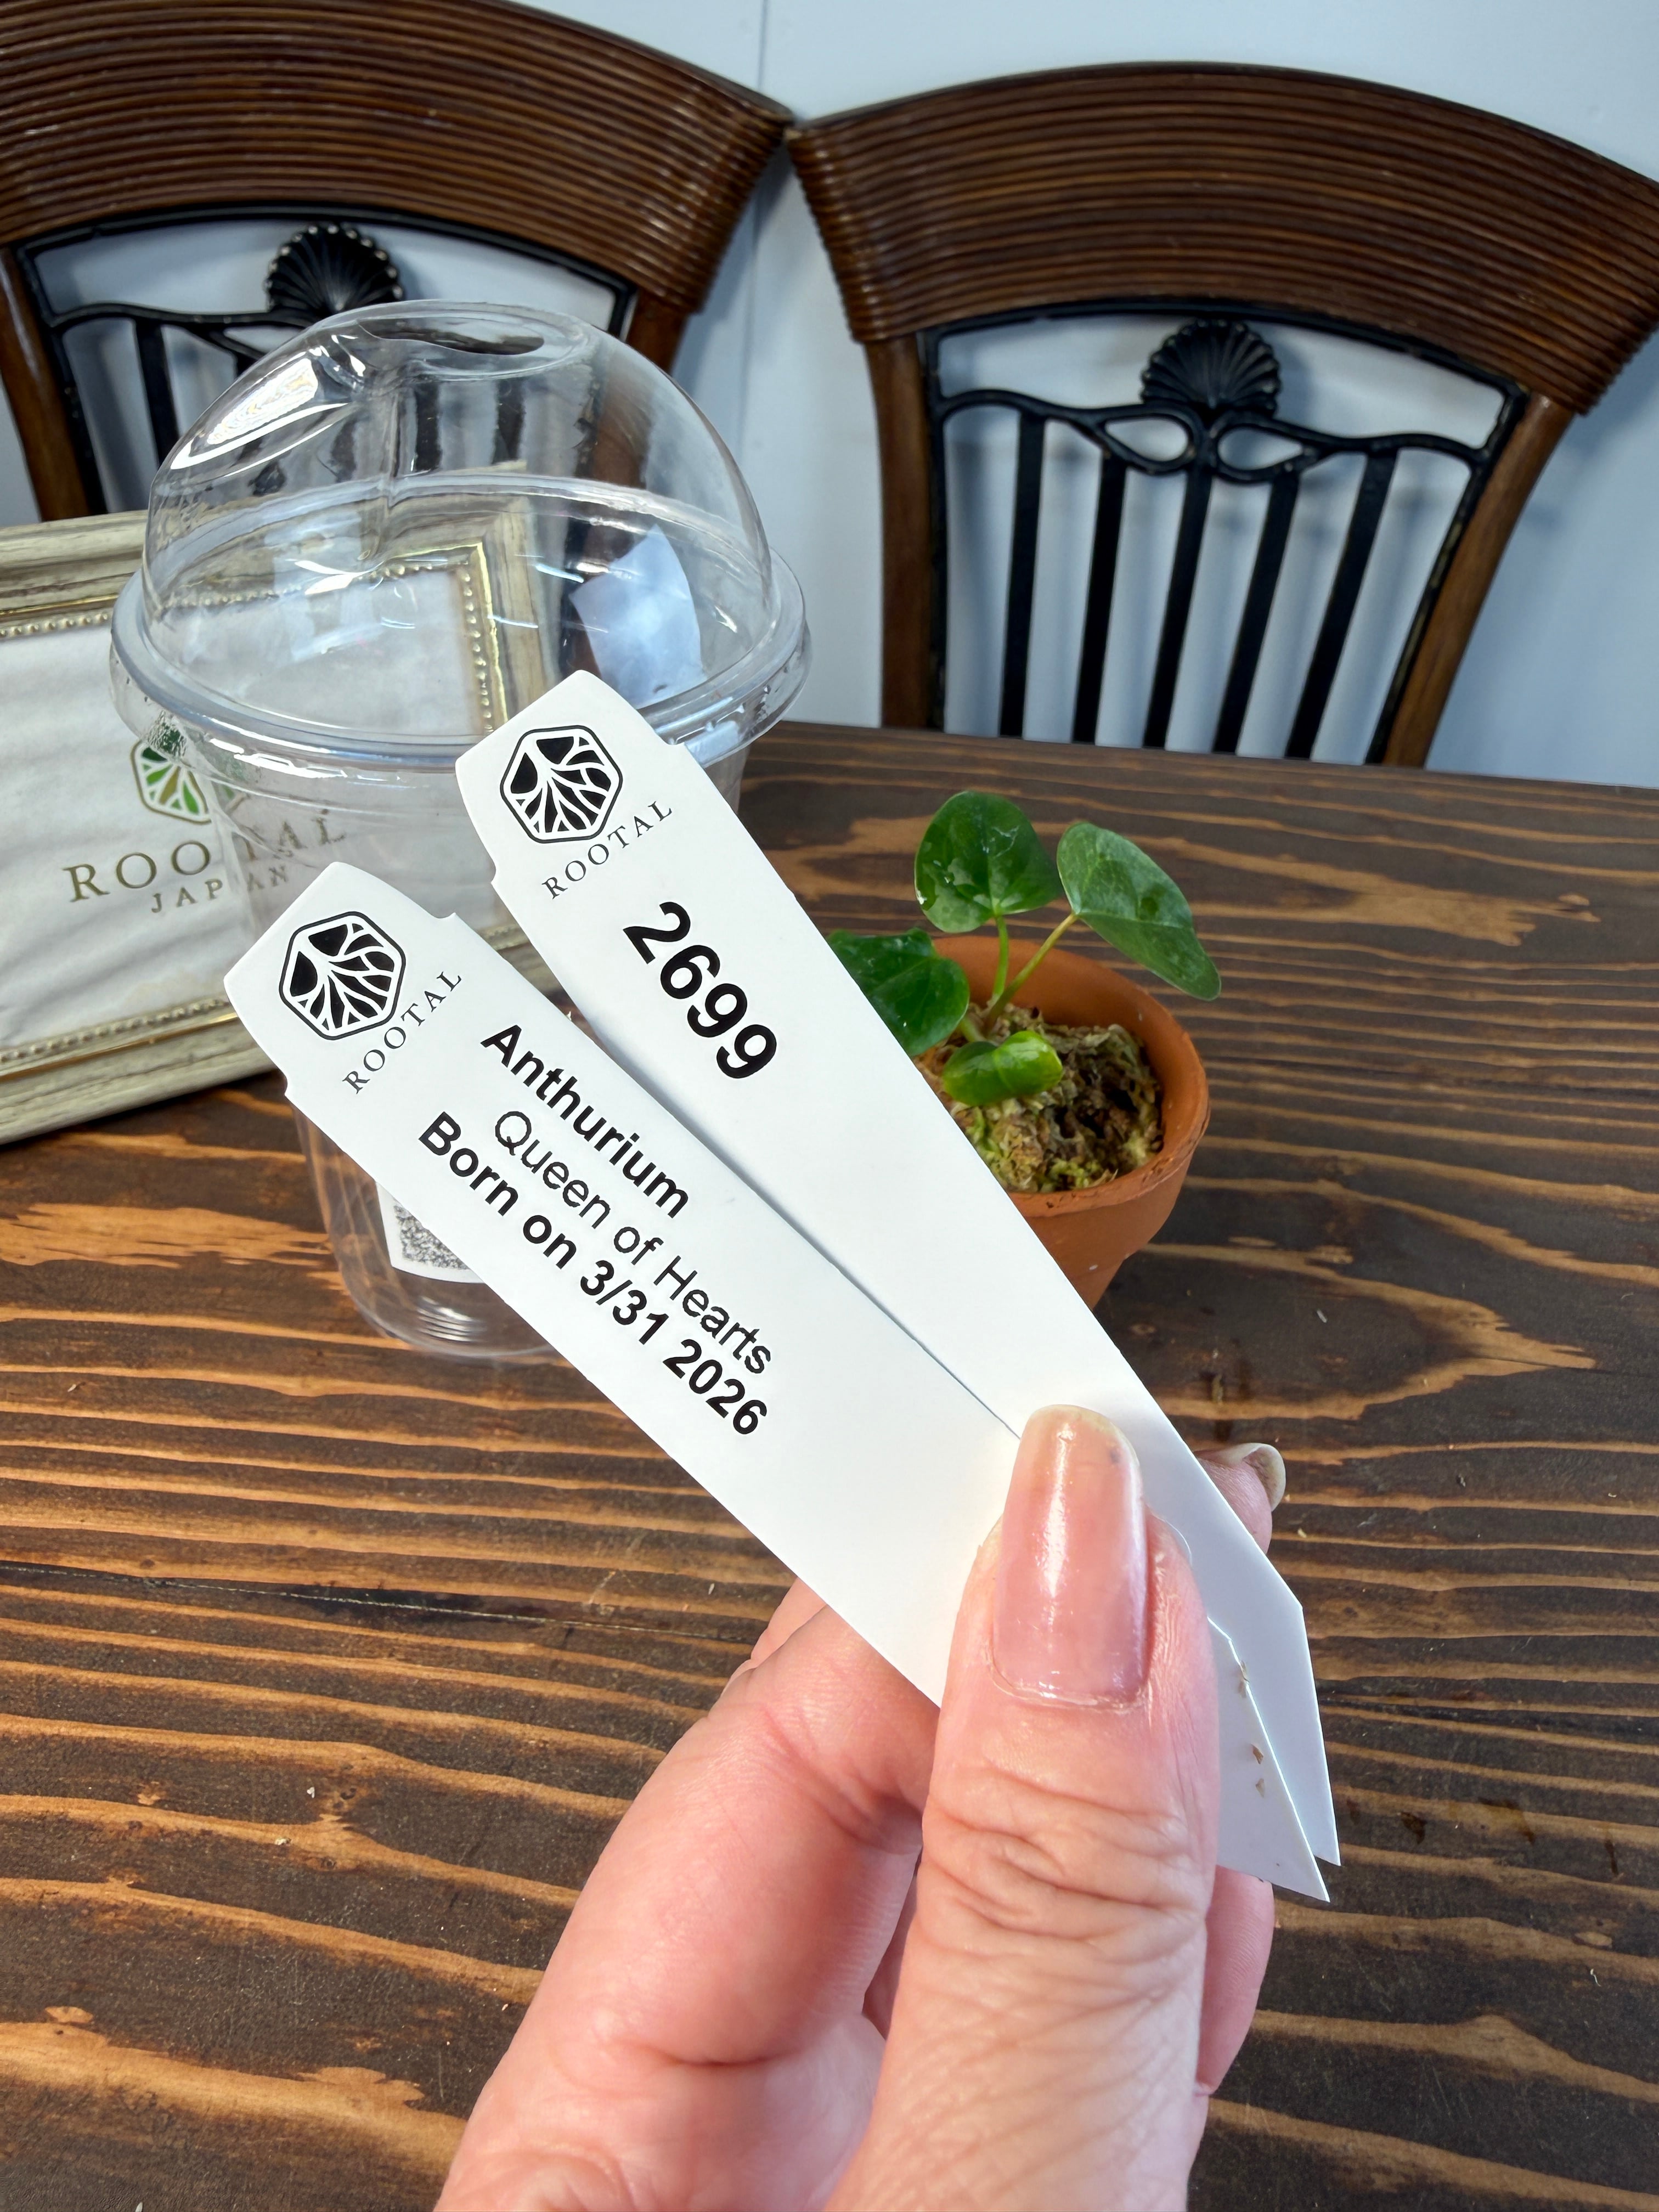 ROOTAL
JAPAN
ROOTAL
2699
ROOTAL
Anthurium
Queen of Hearts
Born on 3/31 2026